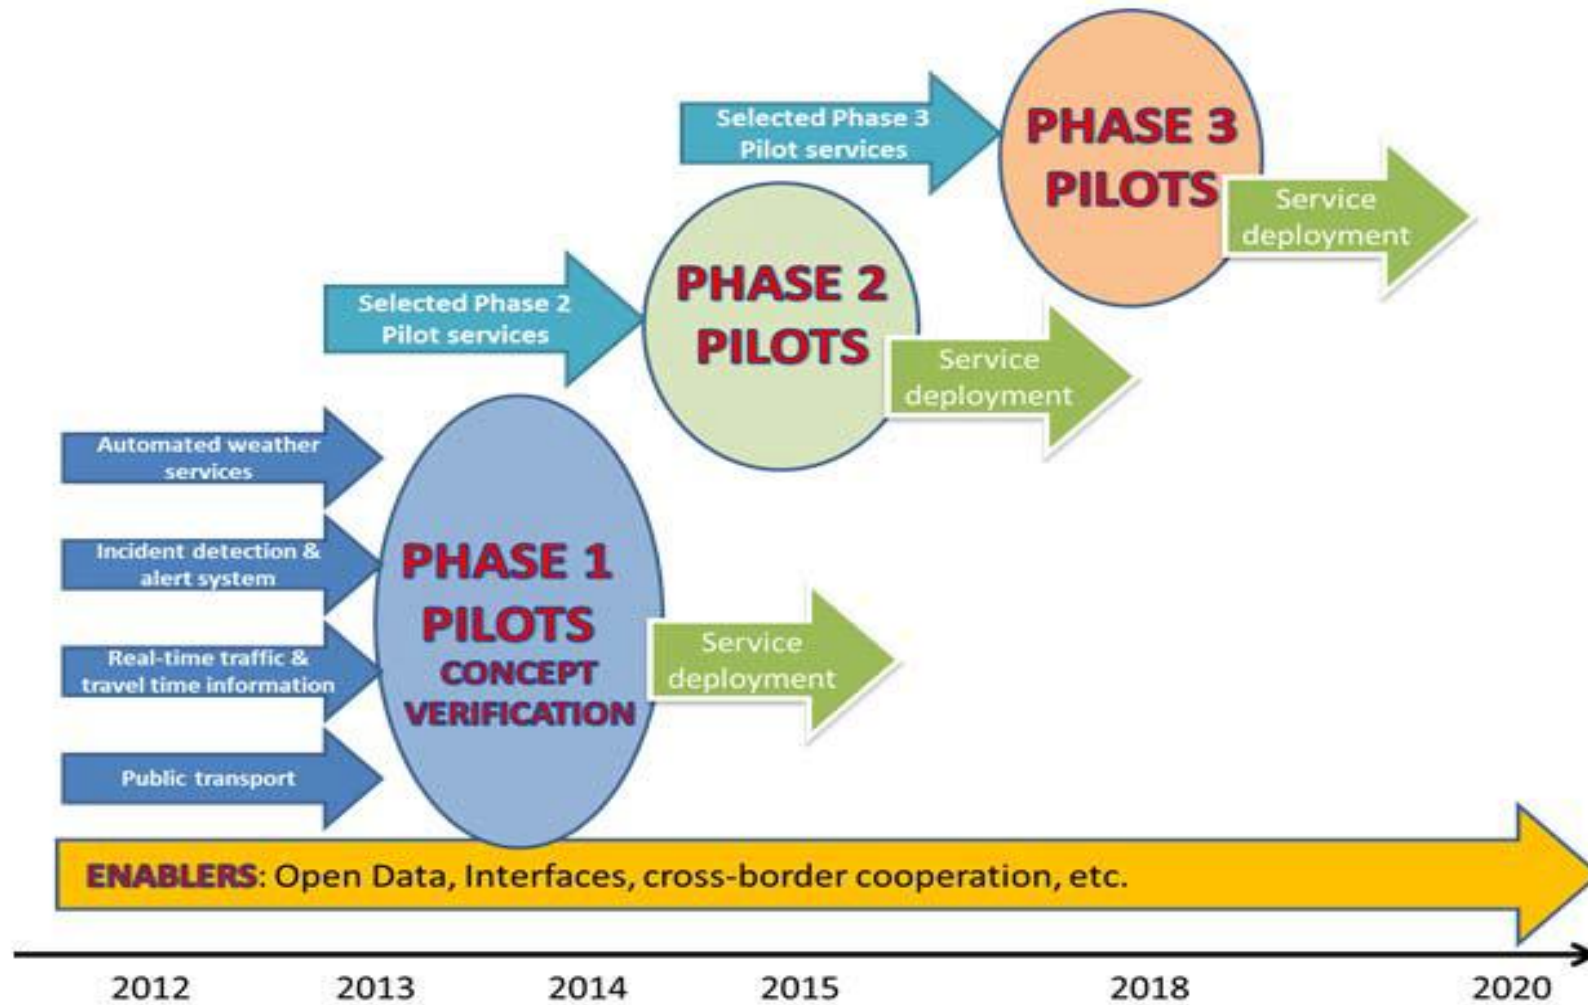 Selected Phase 3
Pilot services
PHASE 3
PILOTS
Service
deployment
Selected Phase 2
Pilot services
PHASE 2
PILOTS
Service
deployment
Automated weather
services
Incident detection &
alert system
Real-time traffic &
travel time information
Public transport
PHASE 1
PILOTS
CONCEPT
VERIFICATION
Service
deployment
ENABLERS: Open Data, Interfaces, cross-border cooperation, etc.
2012 2013 2014 2015 2018 2020